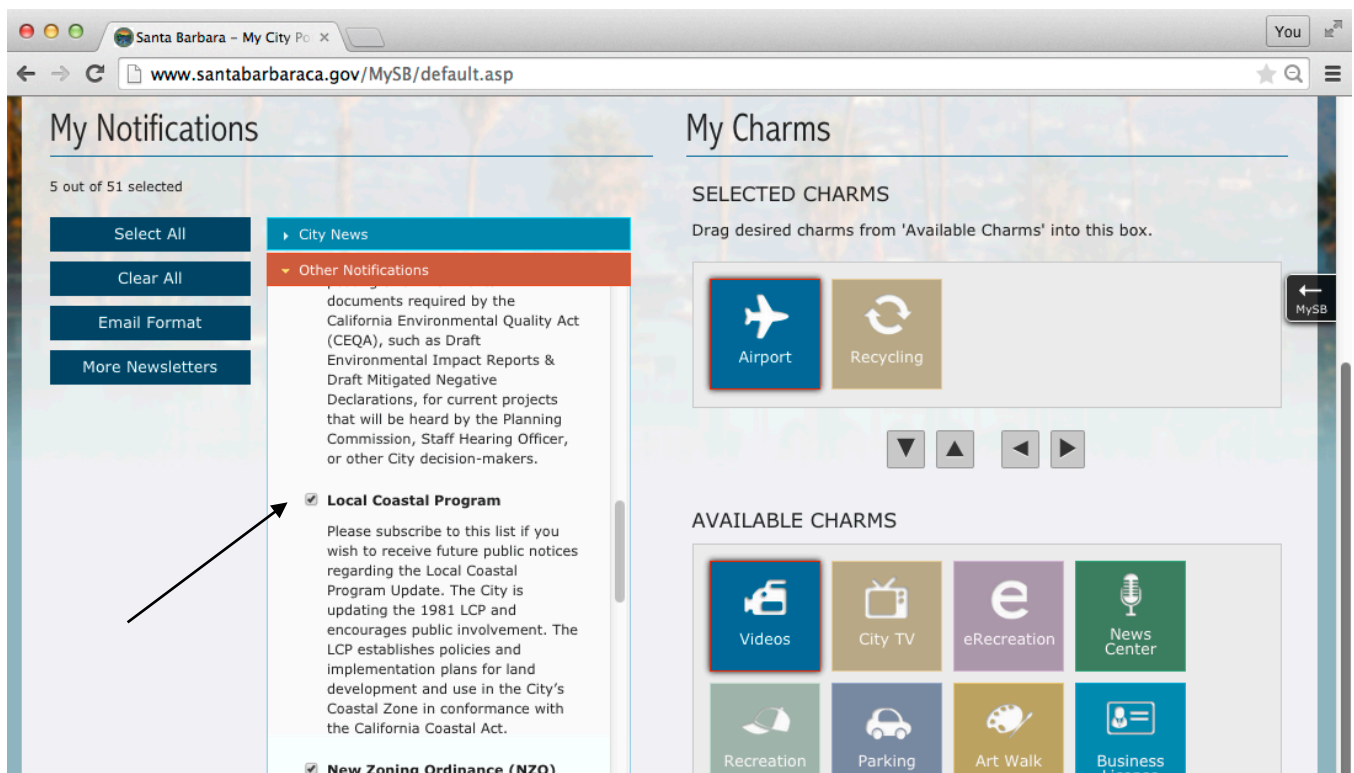 Santa Barbara – My City Po
You
www.santabarbaraca.gov/MySB/default.asp
My Notifications
5 out of 51 selected
Select All
Clear All
Email Format
More Newsletters
City News
Other Notifications
documents required by the
California Environmental Quality Act
(CEQA), such as Draft
Environmental Impact Reports &
Draft Mitigated Negative
Declarations, for current projects
that will be heard by the Planning
Commission, Staff Hearing Officer,
or other City decision-makers.
Local Coastal Program
Please subscribe to this list if you
wish to receive future public notices
regarding the Local Coastal
Program Update. The City is
updating the 1981 LCP and
encourages public involvement. The
LCP establishes policies and
implementation plans for land
development and use in the City's
Coastal Zone in conformance with
the California Coastal Act.
New Zoning Ordinance (NZO)
My Charms
SELECTED CHARMS
Drag desired charms from 'Available Charms' into this box.
Airport
Recycling
MySB
AVAILABLE CHARMS
Videos
City TV
e
eRecreation
News
Center
Recreation
Parking
Art Walk
Business